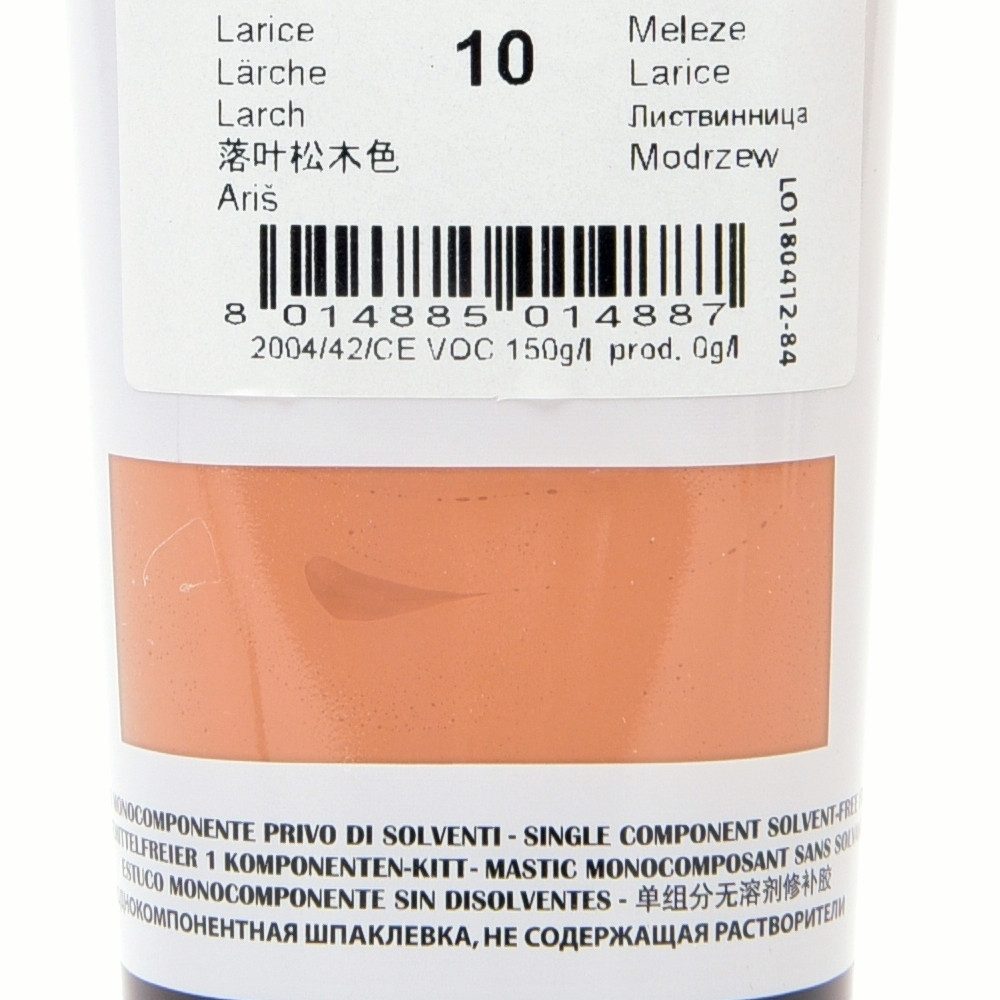 Larice
Lärche
Larch
落叶松木色
Ariš
10
Meleze
Larice
Лиственница
Modrzew
LO180412-84
8 014885 014887
2004/42/CE VOC 150g/l prod. 0g/l
MONOCOMPONENTE PRIVO DI SOLVENTI - SINGLE COMPONENT SOLVENT-FREE
1 KOMPONENTEN-KITT - MASTIC MONOCOMPOSANT SANS
ESTUCO MONOCOMPONENTE SIN DISOLVENTES - 单组分无溶剂修补胶
ШПАКЛЕВКА, НЕ СОДЕРЖАЩАЯ РАСТВОРИТЕЛИ